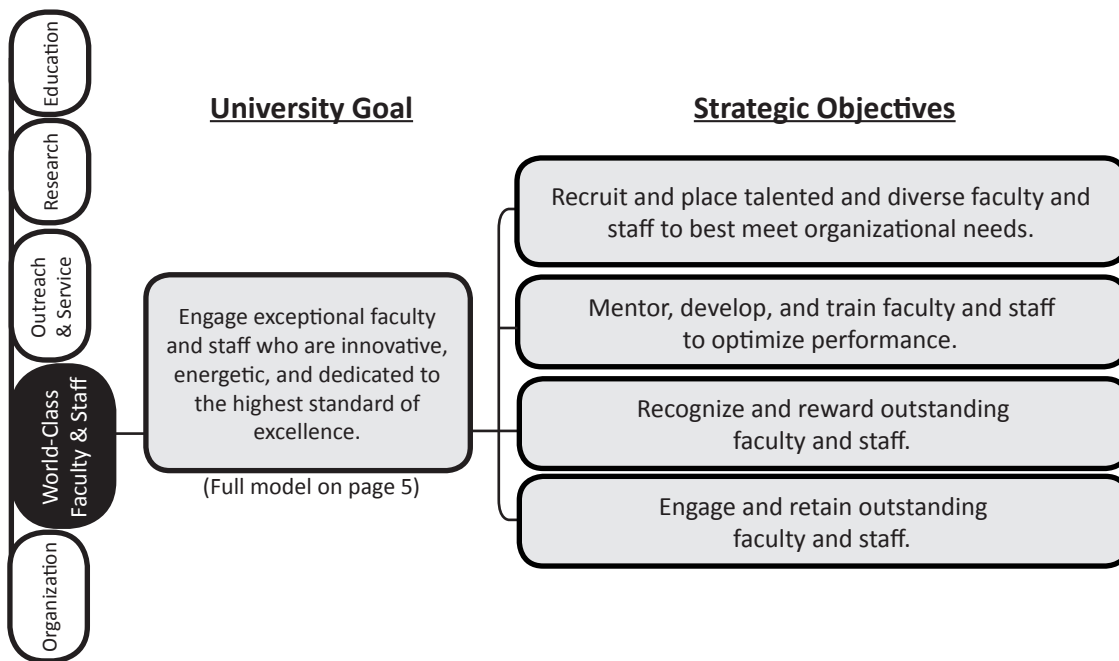 Education
Research
Outreach
& Service
World-Class
Faculty & Staff
Organization
University Goal
Engage exceptional faculty
and staff who are innovative,
energetic, and dedicated to
the highest standard of
excellence.
(Full model on page 5)
Strategic Objectives
Recruit and place talented and diverse faculty and
staff to best meet organizational needs.
Mentor, develop, and train faculty and staff
to optimize performance.
Recognize and reward outstanding
faculty and staff.
Engage and retain outstanding
faculty and staff.